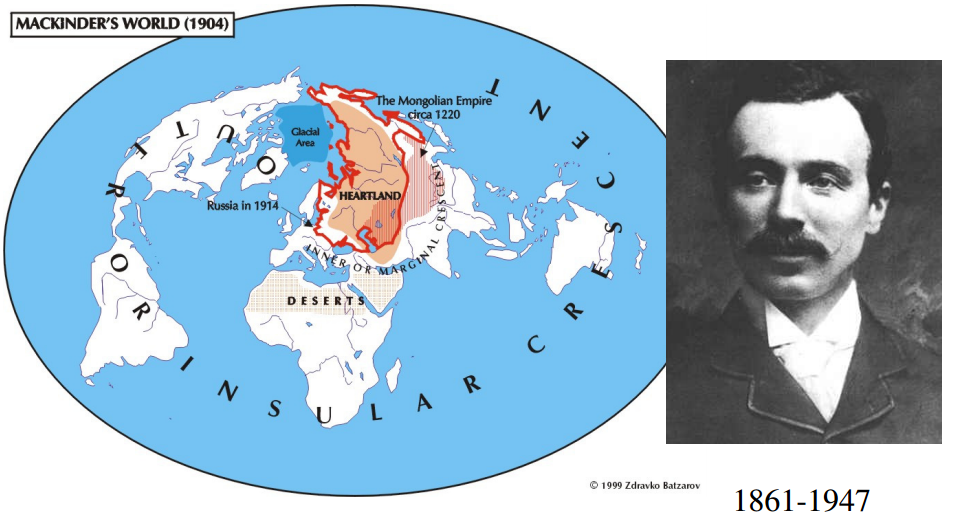 MACKINDER'S WORLD (1904)
The Mongolian Empire
circa 1220
Glacial
Area
HEARTLAND
Russia in 1914
INNER OR MARGINAL CRESCENT
DESERTS
OUTER OR INSULAR CRESCENT
© 1999 Zdravko Batzarov
1861-1947